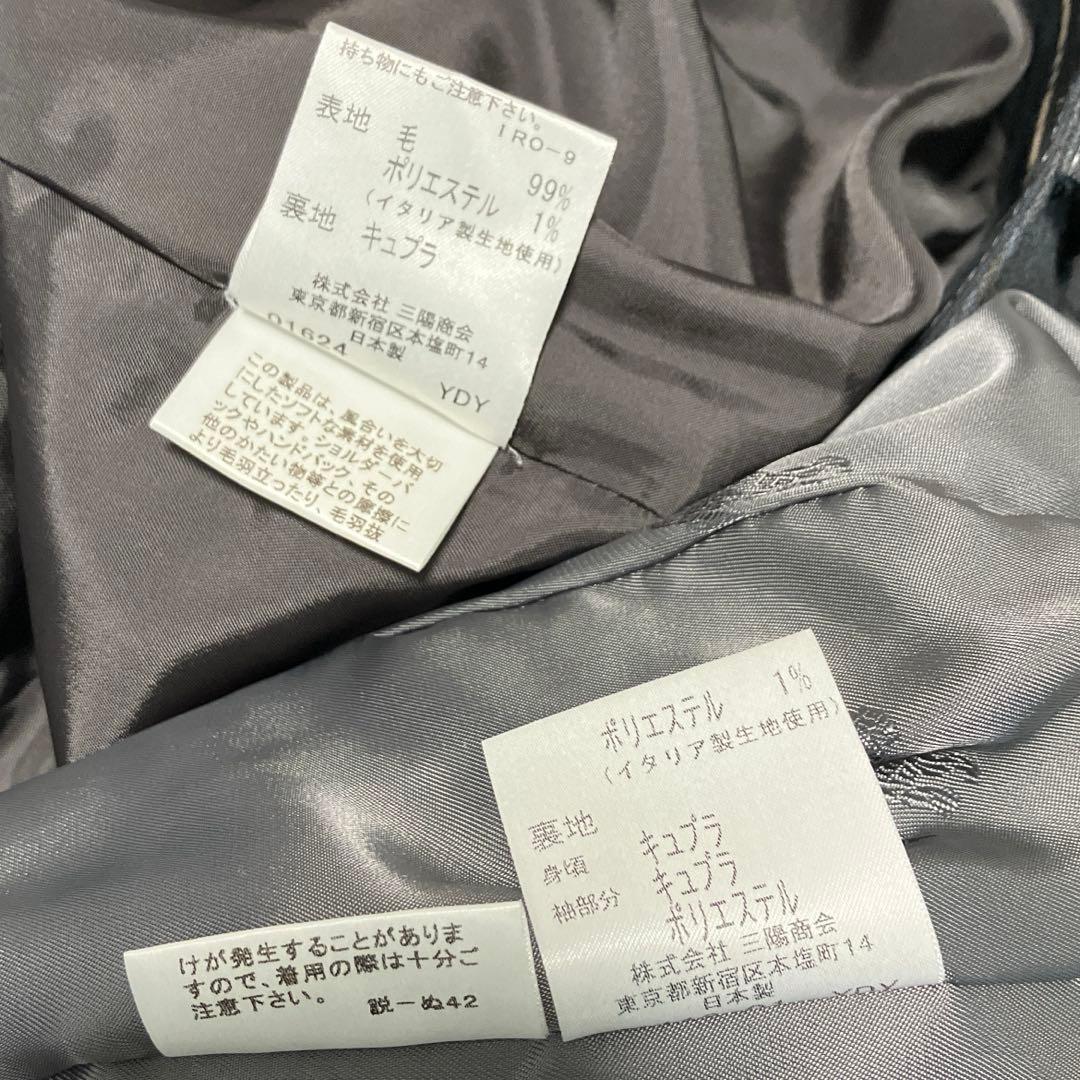 持ち物にもご注意下さい。
IRO-9
表地 毛 99%
ポリエステル 1%
(イタリア製生地使用)
裏地 キュプラ
株式会社 三陽商会
東京都新宿区本塩町14
01624 日本製
YDY
この製品は、風合いを大切
にしたソフトな素材を使用
しています。ショルダーバ
ックやハンドバック、その
他のかたい物等との摩擦に
より毛羽立ったり、毛羽抜
ポリエステル 1%
(イタリア製生地使用)
裏地
身頃 キュプラ
袖部分 キュプラ
ポリエステル
株式会社 三陽商会
東京都新宿区本塩町14
日本製 YDY
けが発生することがありま
すので、着用の際は十分ご
注意下さい。 説-ぬ42